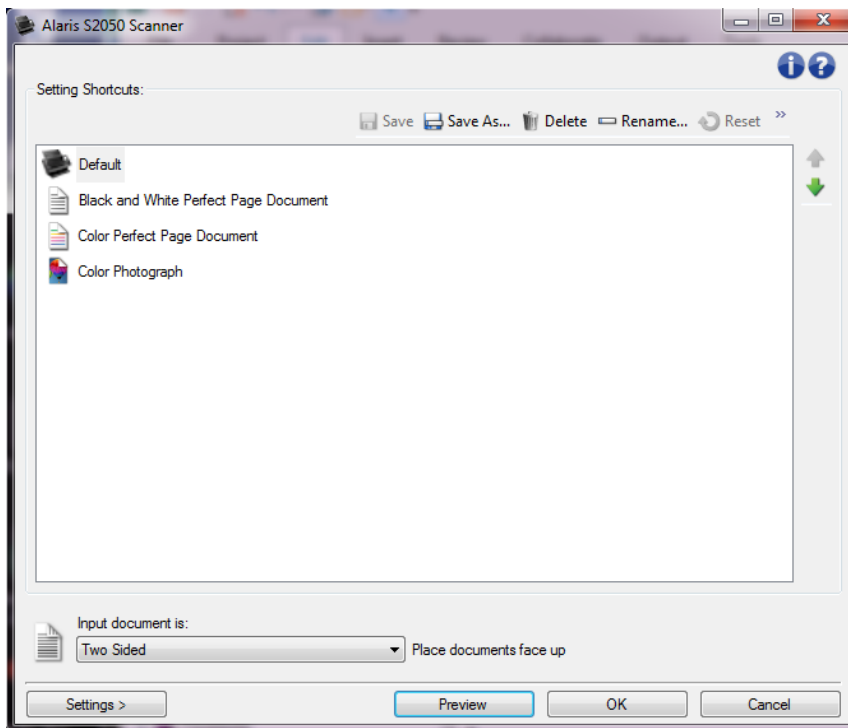 Alaris S2050 Scanner
Setting Shortcuts:
Save Save As... Delete Rename... Reset »
Default
Black and White Perfect Page Document
Color Perfect Page Document
Color Photograph
Input document is:
Two Sided Place documents face up
Settings > Preview OK Cancel